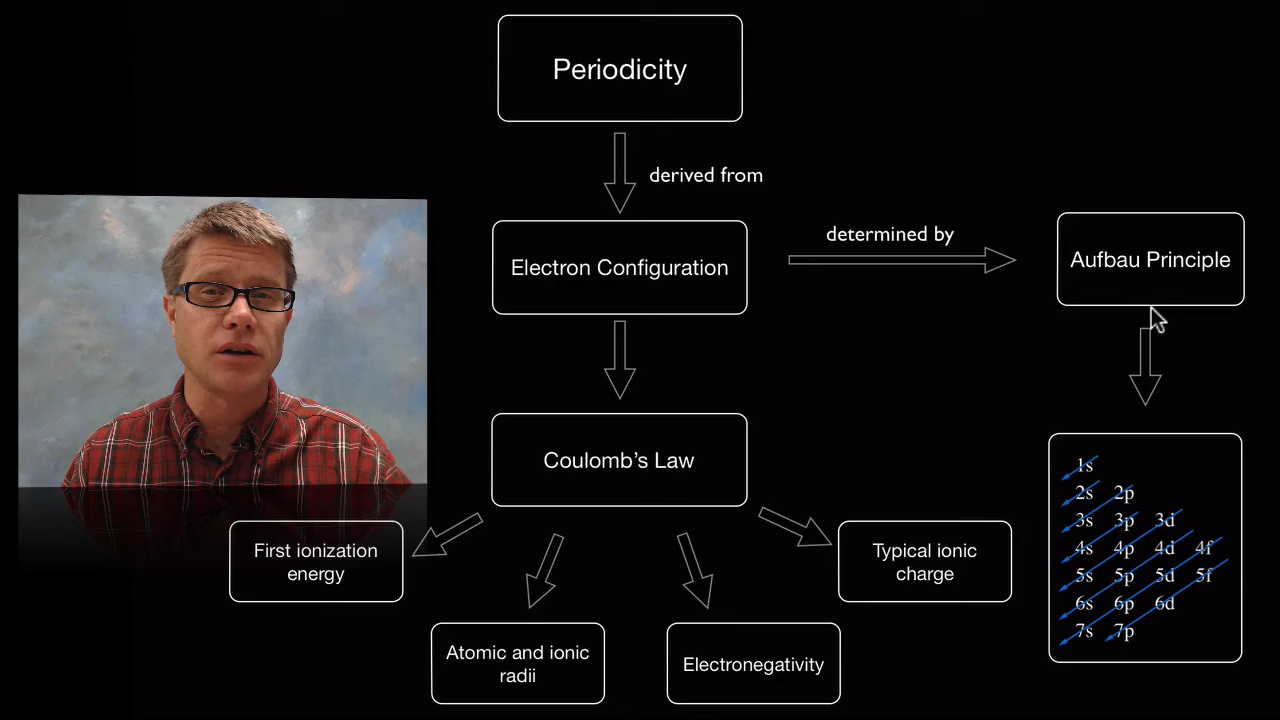 Periodicity
derived from
Electron Configuration
determined by
Aufbau Principle
Coulomb's Law
First ionization
energy
Atomic and ionic
radii
Electronegativity
Typical ionic
charge
1s
2s 2p
3s 3p 3d
4s 4p 4d 4f
5s 5p 5d 5f
6s 6p 6d
7s 7p